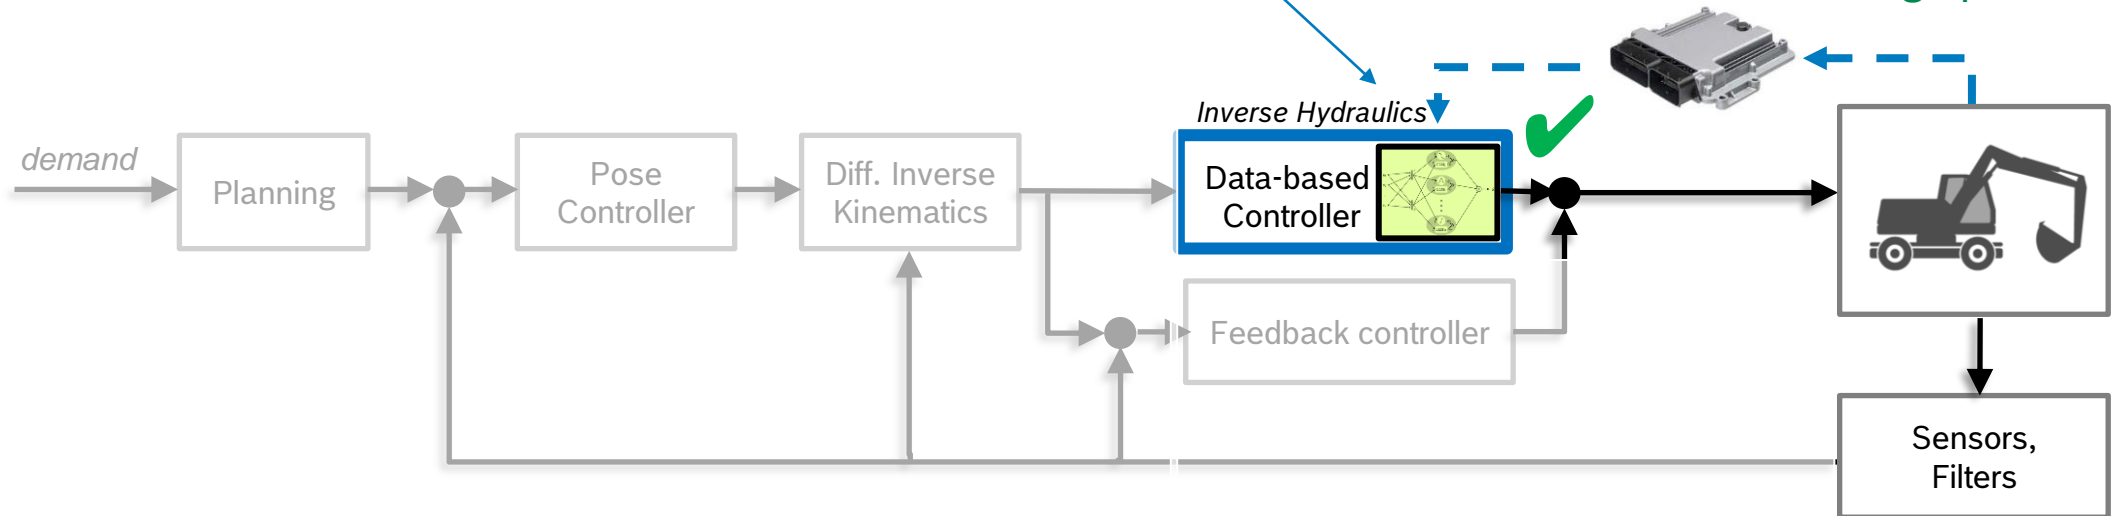 Inverse Hydraulics
demand
Planning
Pose
Controller
Diff. Inverse
Kinematics
Data-based
Controller
Feedback controller
Sensors,
Filters